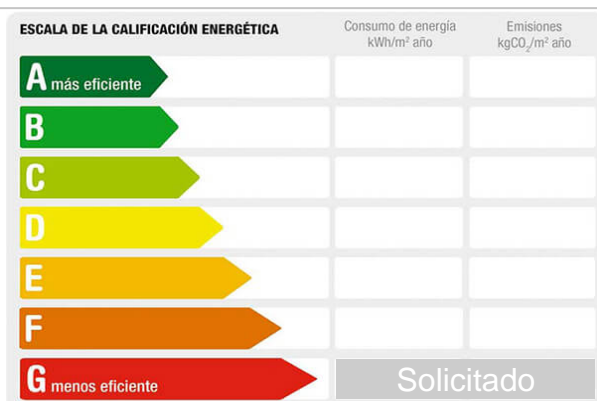 ESCALA DE LA CALIFICACIÓN ENERGÉTICA
Consumo de energía
kWh/m² año
Emisiones
kgCO₂/m² año
A más eficiente
B
C
D
E
F
G menos eficiente
Solicitado